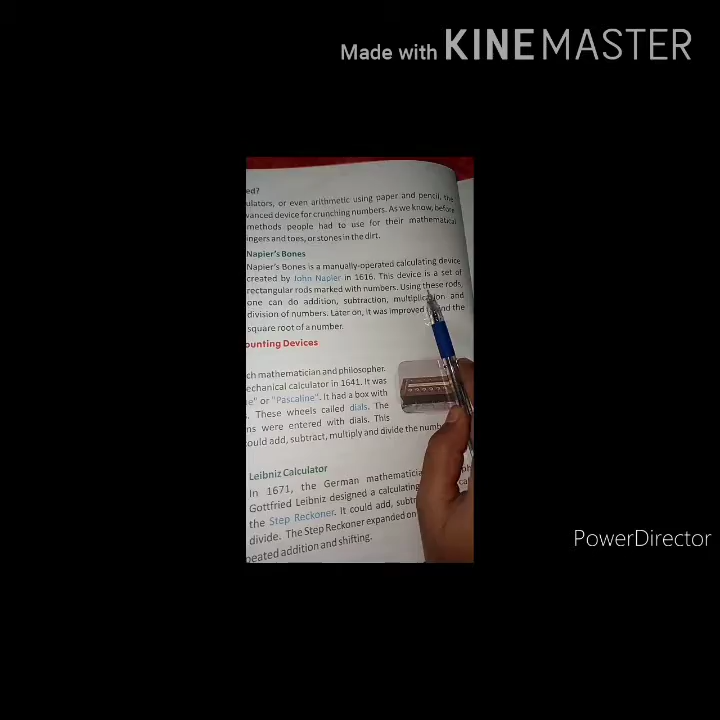 Made with KINEMASTER
ed?
ulators, or even arithmetic using paper and pencil, the
vanced device for crunching numbers. As we know, before
methods people had to use for their mathematical
ingers and toes, or stones in the dirt.
Napier's Bones
Napier's Bones is a manually-operated calculating device
created by John Napier in 1616. This device is a set of
rectangular rods marked with numbers. Using these rods,
one can do addition, subtraction, multiplication and
division of numbers. Later on, it was improved nd the
square root of a number.
ounting Devices
ch mathematician and philosopher.
echanical calculator in 1641. It was
e" or "Pascaline". It had a box with
. These wheels called dials. The
ns were entered with dials. This
ould add, subtract, multiply and divide the numb
Leibniz Calculator
In 1671, the German mathematicia
Gottfried Leibniz designed a calculating
the Step Reckoner. It could add, subtr
divide. The Step Reckoner expanded on
peated addition and shifting.
PowerDirector